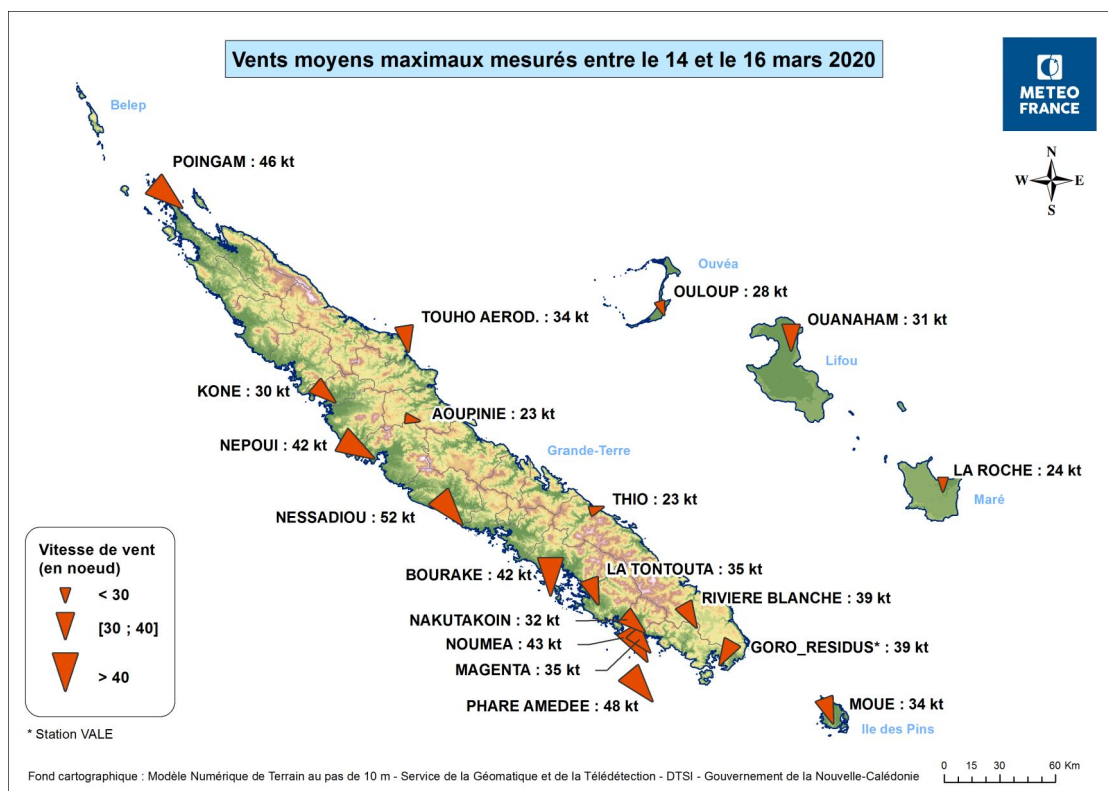 Vents moyens maximaux mesurés entre le 14 et le 16 mars 2020
METEO
FRANCE
N
W E
S
Belep
POINGAM : 46 kt
Ouvéa
OULOUP : 28 kt
TOUHO AEROD. : 34 kt
OUANAHAM : 31 kt
Lifou
KONE : 30 kt
AOUPINIE : 23 kt
NEPOUI : 42 kt
Grande-Terre
LA ROCHE : 24 kt
Maré
THIO : 23 kt
NESSADIOU : 52 kt
BOURAKE : 42 kt
LA TONTOUTA : 35 kt
RIVIERE BLANCHE : 39 kt
NAKUTAKOIN : 32 kt
NOUMEA : 43 kt
GORO_RESIDUS* : 39 kt
MAGENTA : 35 kt
PHARE AMEDEE : 48 kt
MOUE : 34 kt
Ile des Pins
Vitesse de vent
(en noeud)
< 30
[30 ; 40]
> 40
* Station VALE
Fond cartographique : Modèle Numérique de Terrain au pas de 10 m - Service de la Géomatique et de la Télédétection - DTSI - Gouvernement de la Nouvelle-Calédonie
0 15 30 60 Km